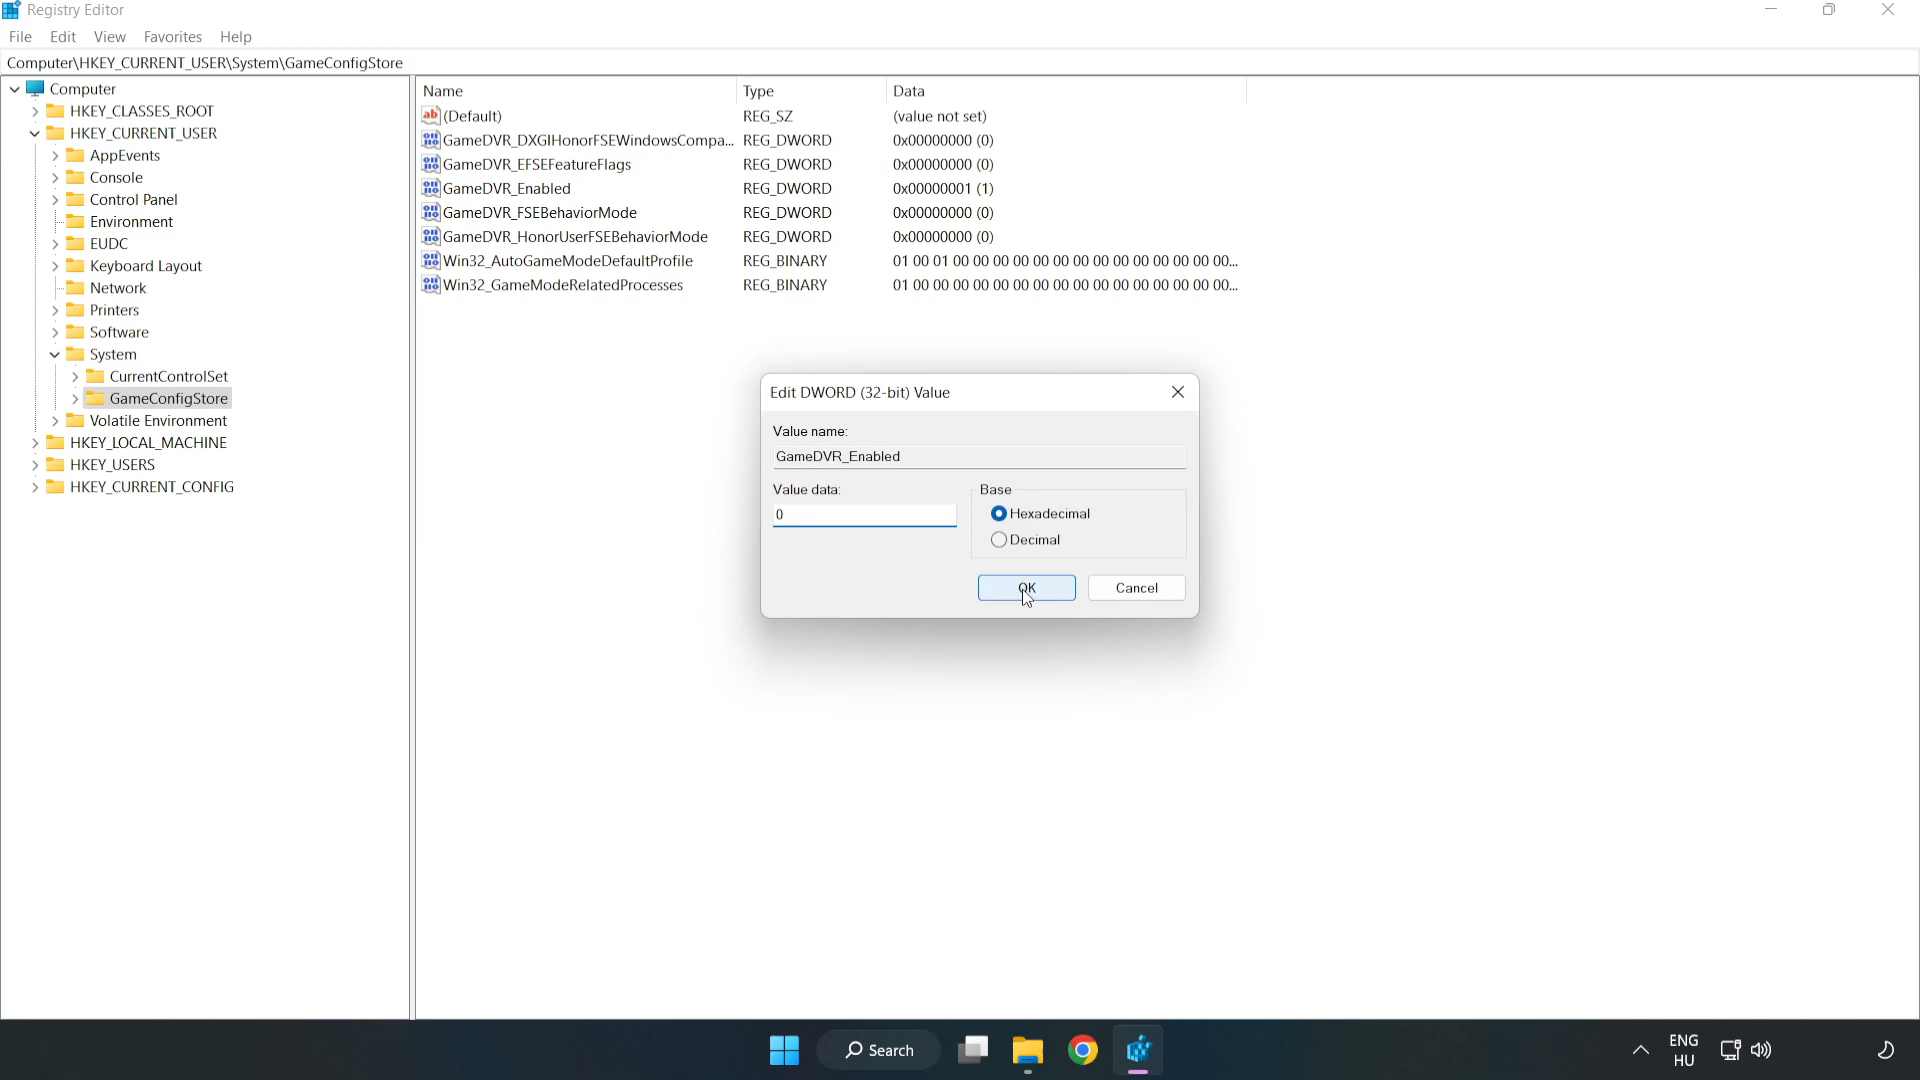 Registry Editor
File Edit View Favorites Help
Computer\HKEY_CURRENT_USER\System\GameConfigStore
Computer
HKEY_CLASSES_ROOT
HKEY_CURRENT_USER
AppEvents
Console
Control Panel
Environment
EUDC
Keyboard Layout
Network
Printers
Software
System
CurrentControlSet
GameConfigStore
Volatile Environment
HKEY_LOCAL_MACHINE
HKEY_USERS
HKEY_CURRENT_CONFIG
Name Type Data
(Default) REG_SZ (value not set)
GameDVR_DXGIHonorFSEWindowsCompa... REG_DWORD 0x00000000 (0)
GameDVR_EFSEFeatureFlags REG_DWORD 0x00000000 (0)
GameDVR_Enabled REG_DWORD 0x00000001 (1)
GameDVR_FSEBehaviorMode REG_DWORD 0x00000000 (0)
GameDVR_HonorUserFSEBehaviorMode REG_DWORD 0x00000000 (0)
Win32_AutoGameModeDefaultProfile REG_BINARY 01 00 01 00 00 00 00 00 00 00 00 00 00 00 00 00 00...
Win32_GameModeRelatedProcesses REG_BINARY 01 00 00 00 00 00 00 00 00 00 00 00 00 00 00 00 00...
Edit DWORD (32-bit) Value
Value name:
GameDVR_Enabled
Value data: Base
0 Hexadecimal
Decimal
OK Cancel
Search
ENG
HU